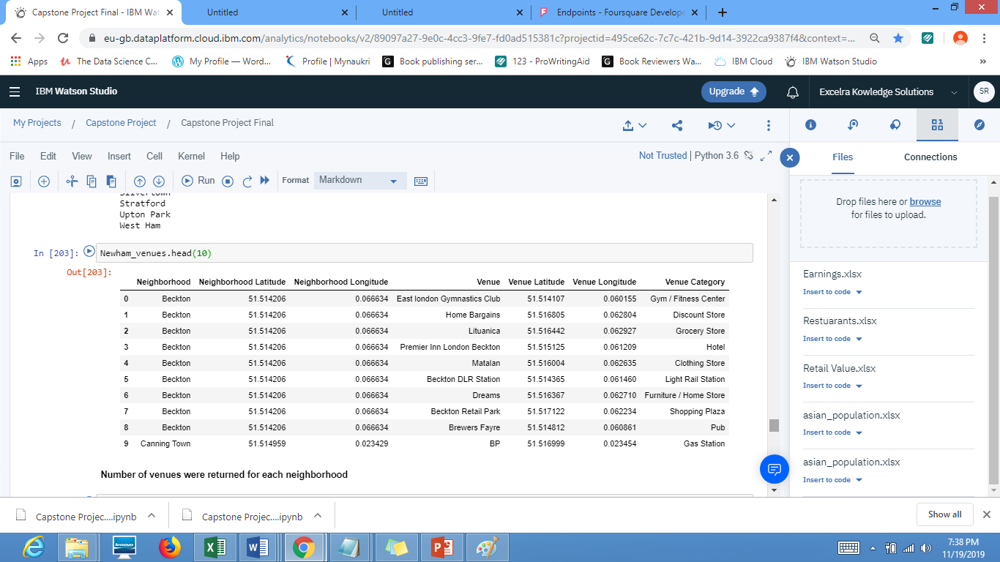 Capstone Project Final - IBM Wat
Untitled
Untitled
Endpoints - Foursquare Develope
eu-gb.dataplatform.cloud.ibm.com/analytics/notebooks/v2/89097a27-9e0c-4cc3-9fe7-fd0ad515381c?projectid=495ce62c-7c7c-421b-9d14-3922ca9387f4&context=...
Apps
The Data Science C...
My Profile — Word...
Profile | Mynaukri
Book publishing ser...
123 - ProWritingAid
Book Reviewers Wa...
IBM Cloud
IBM Watson Studio
IBM Watson Studio
Upgrade
Excelra Kowledge Solutions
SR
My Projects / Capstone Project / Capstone Project Final
File Edit View Insert Cell Kernel Help
Not Trusted | Python 3.6
Run
Format
Markdown
Files
Connections
Drop files here or browse
for files to upload.
Earnings.xlsx
Insert to code
Restuarants.xlsx
Insert to code
Retail Value.xlsx
Insert to code
asian_population.xlsx
Insert to code
asian_population.xlsx
Insert to code
Silvertown
Stratford
Upton Park
West Ham
In [203]: Newham_venues.head(10)
Out[203]:
Neighborhood Neighborhood Latitude Neighborhood Longitude Venue Venue Latitude Venue Longitude Venue Category
0 Beckton 51.514206 0.066634 East london Gymnastics Club 51.514107 0.060155 Gym / Fitness Center
1 Beckton 51.514206 0.066634 Home Bargains 51.516805 0.062804 Discount Store
2 Beckton 51.514206 0.066634 Lituanica 51.516442 0.062927 Grocery Store
3 Beckton 51.514206 0.066634 Premier Inn London Beckton 51.515125 0.061209 Hotel
4 Beckton 51.514206 0.066634 Matalan 51.516004 0.062635 Clothing Store
5 Beckton 51.514206 0.066634 Beckton DLR Station 51.514365 0.061460 Light Rail Station
6 Beckton 51.514206 0.066634 Dreams 51.516367 0.062710 Furniture / Home Store
7 Beckton 51.514206 0.066634 Beckton Retail Park 51.517122 0.062234 Shopping Plaza
8 Beckton 51.514206 0.066634 Brewers Fayre 51.514812 0.060861 Pub
9 Canning Town 51.514959 0.023429 BP 51.516999 0.023454 Gas Station
Number of venues were returned for each neighborhood
Capstone Projec....ipynb
Capstone Projec....ipynb
Show all
lenovo
7:38 PM
11/19/2019